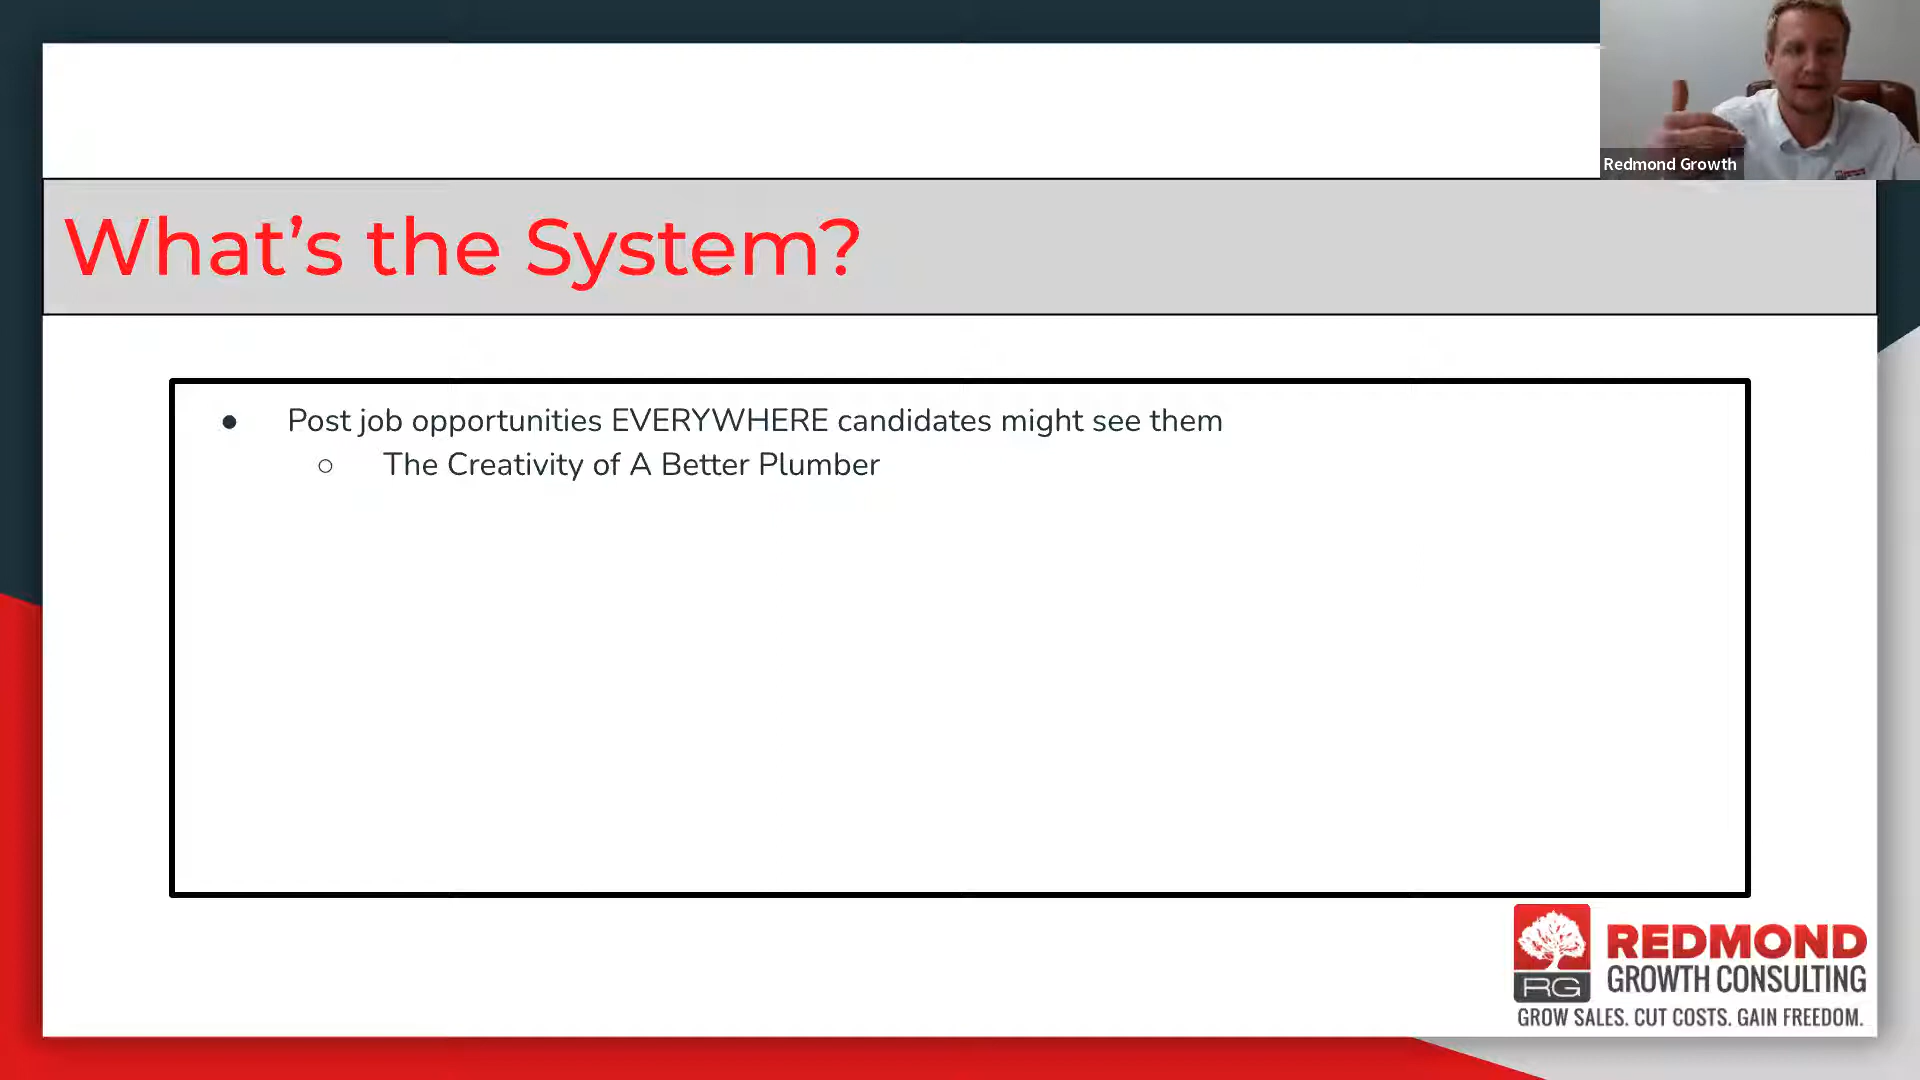 Redmond Growth
What's the System?
● Post job opportunities EVERYWHERE candidates might see them
○ The Creativity of A Better Plumber
RG
REDMOND
GROWTH CONSULTING
GROW SALES. CUT COSTS. GAIN FREEDOM.